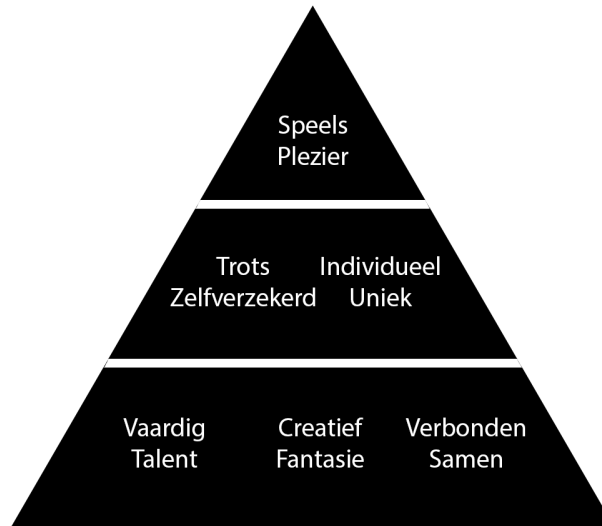 Speels
Plezier
Trots Individueel
Zelfverzekerd Uniek
Vaardig Creatief Verbonden
Talent Fantasie Samen